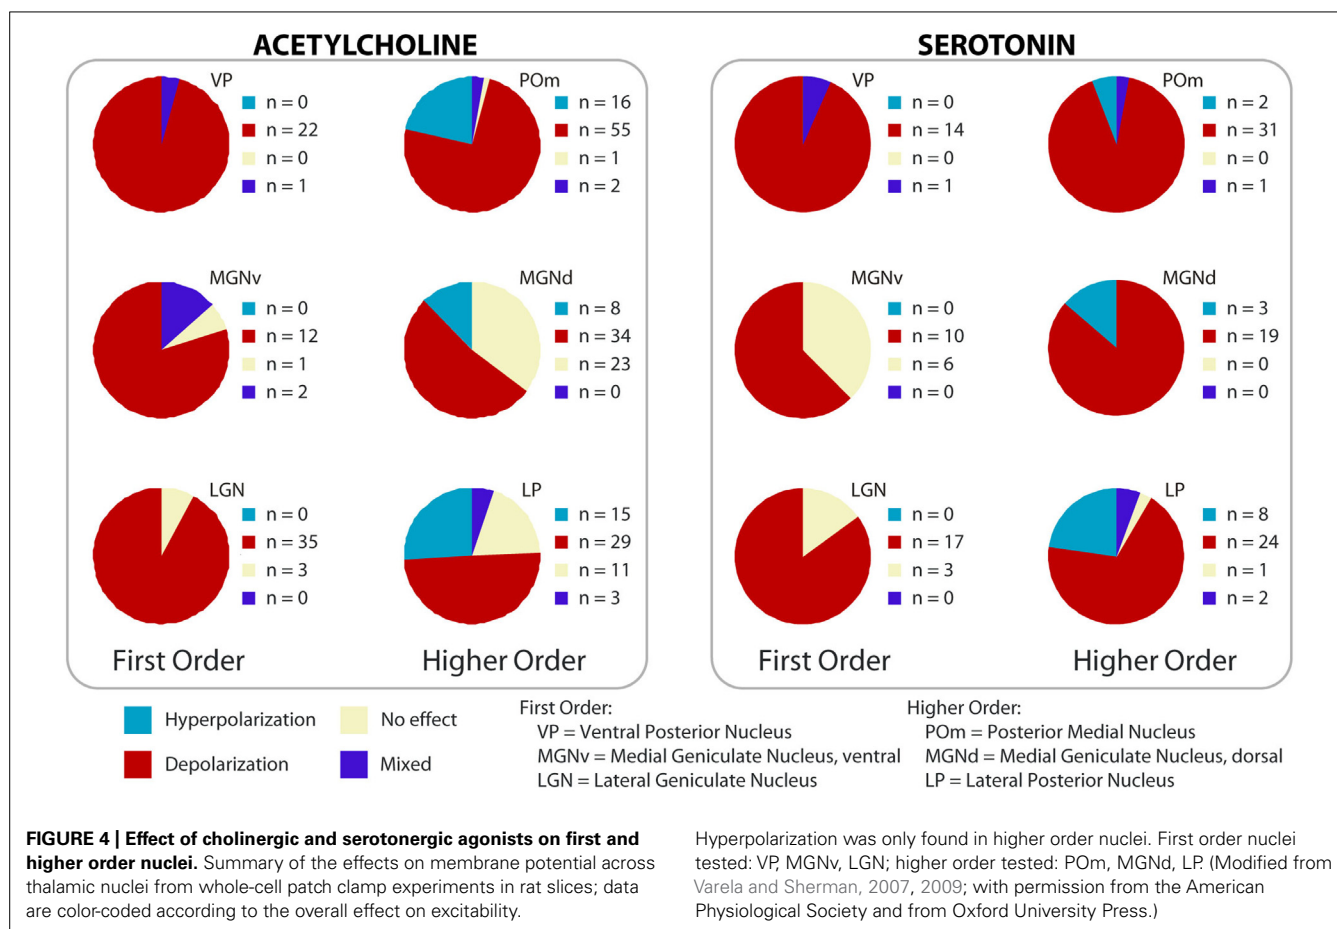 ACETYLCHOLINE
VP
n = 0
n = 22
n = 0
n = 1
POm
n = 16
n = 55
n = 1
n = 2
MGNv
n = 0
n = 12
n = 1
n = 2
MGNd
n = 8
n = 34
n = 23
n = 0
LGN
n = 0
n = 35
n = 3
n = 0
LP
n = 15
n = 29
n = 11
n = 3
First Order
Higher Order
SEROTONIN
VP
n = 0
n = 14
n = 0
n = 1
POm
n = 2
n = 31
n = 0
n = 1
MGNv
n = 0
n = 10
n = 6
n = 0
MGNd
n = 3
n = 19
n = 0
n = 0
LGN
n = 0
n = 17
n = 3
n = 0
LP
n = 8
n = 24
n = 1
n = 2
First Order
Higher Order
Hyperpolarization
No effect
Depolarization
Mixed
First Order:
VP = Ventral Posterior Nucleus
MGNv = Medial Geniculate Nucleus, ventral
LGN = Lateral Geniculate Nucleus
Higher Order:
POm = Posterior Medial Nucleus
MGNd = Medial Geniculate Nucleus, dorsal
LP = Lateral Posterior Nucleus
FIGURE 4 | Effect of cholinergic and serotonergic agonists on first and
higher order nuclei. Summary of the effects on membrane potential across
thalamic nuclei from whole-cell patch clamp experiments in rat slices; data
are color-coded according to the overall effect on excitability.
Hyperpolarization was only found in higher order nuclei. First order nuclei
tested: VP, MGNv, LGN; higher order tested: POm, MGNd, LP. (Modified from
Varela and Sherman, 2007, 2009; with permission from the American
Physiological Society and from Oxford University Press.)